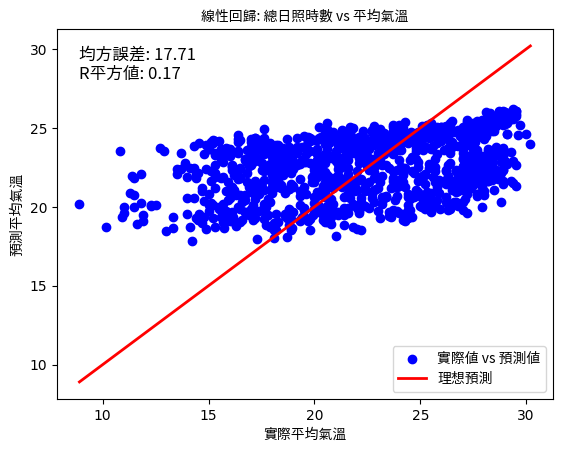 線性回歸: 總日照時數 vs 平均氣溫
均方誤差: 17.71
R平方值: 0.17
預測平均氣溫
30
25
20
15
10
實際值 vs 預測值
理想預測
10
15
20
25
30
實際平均氣溫